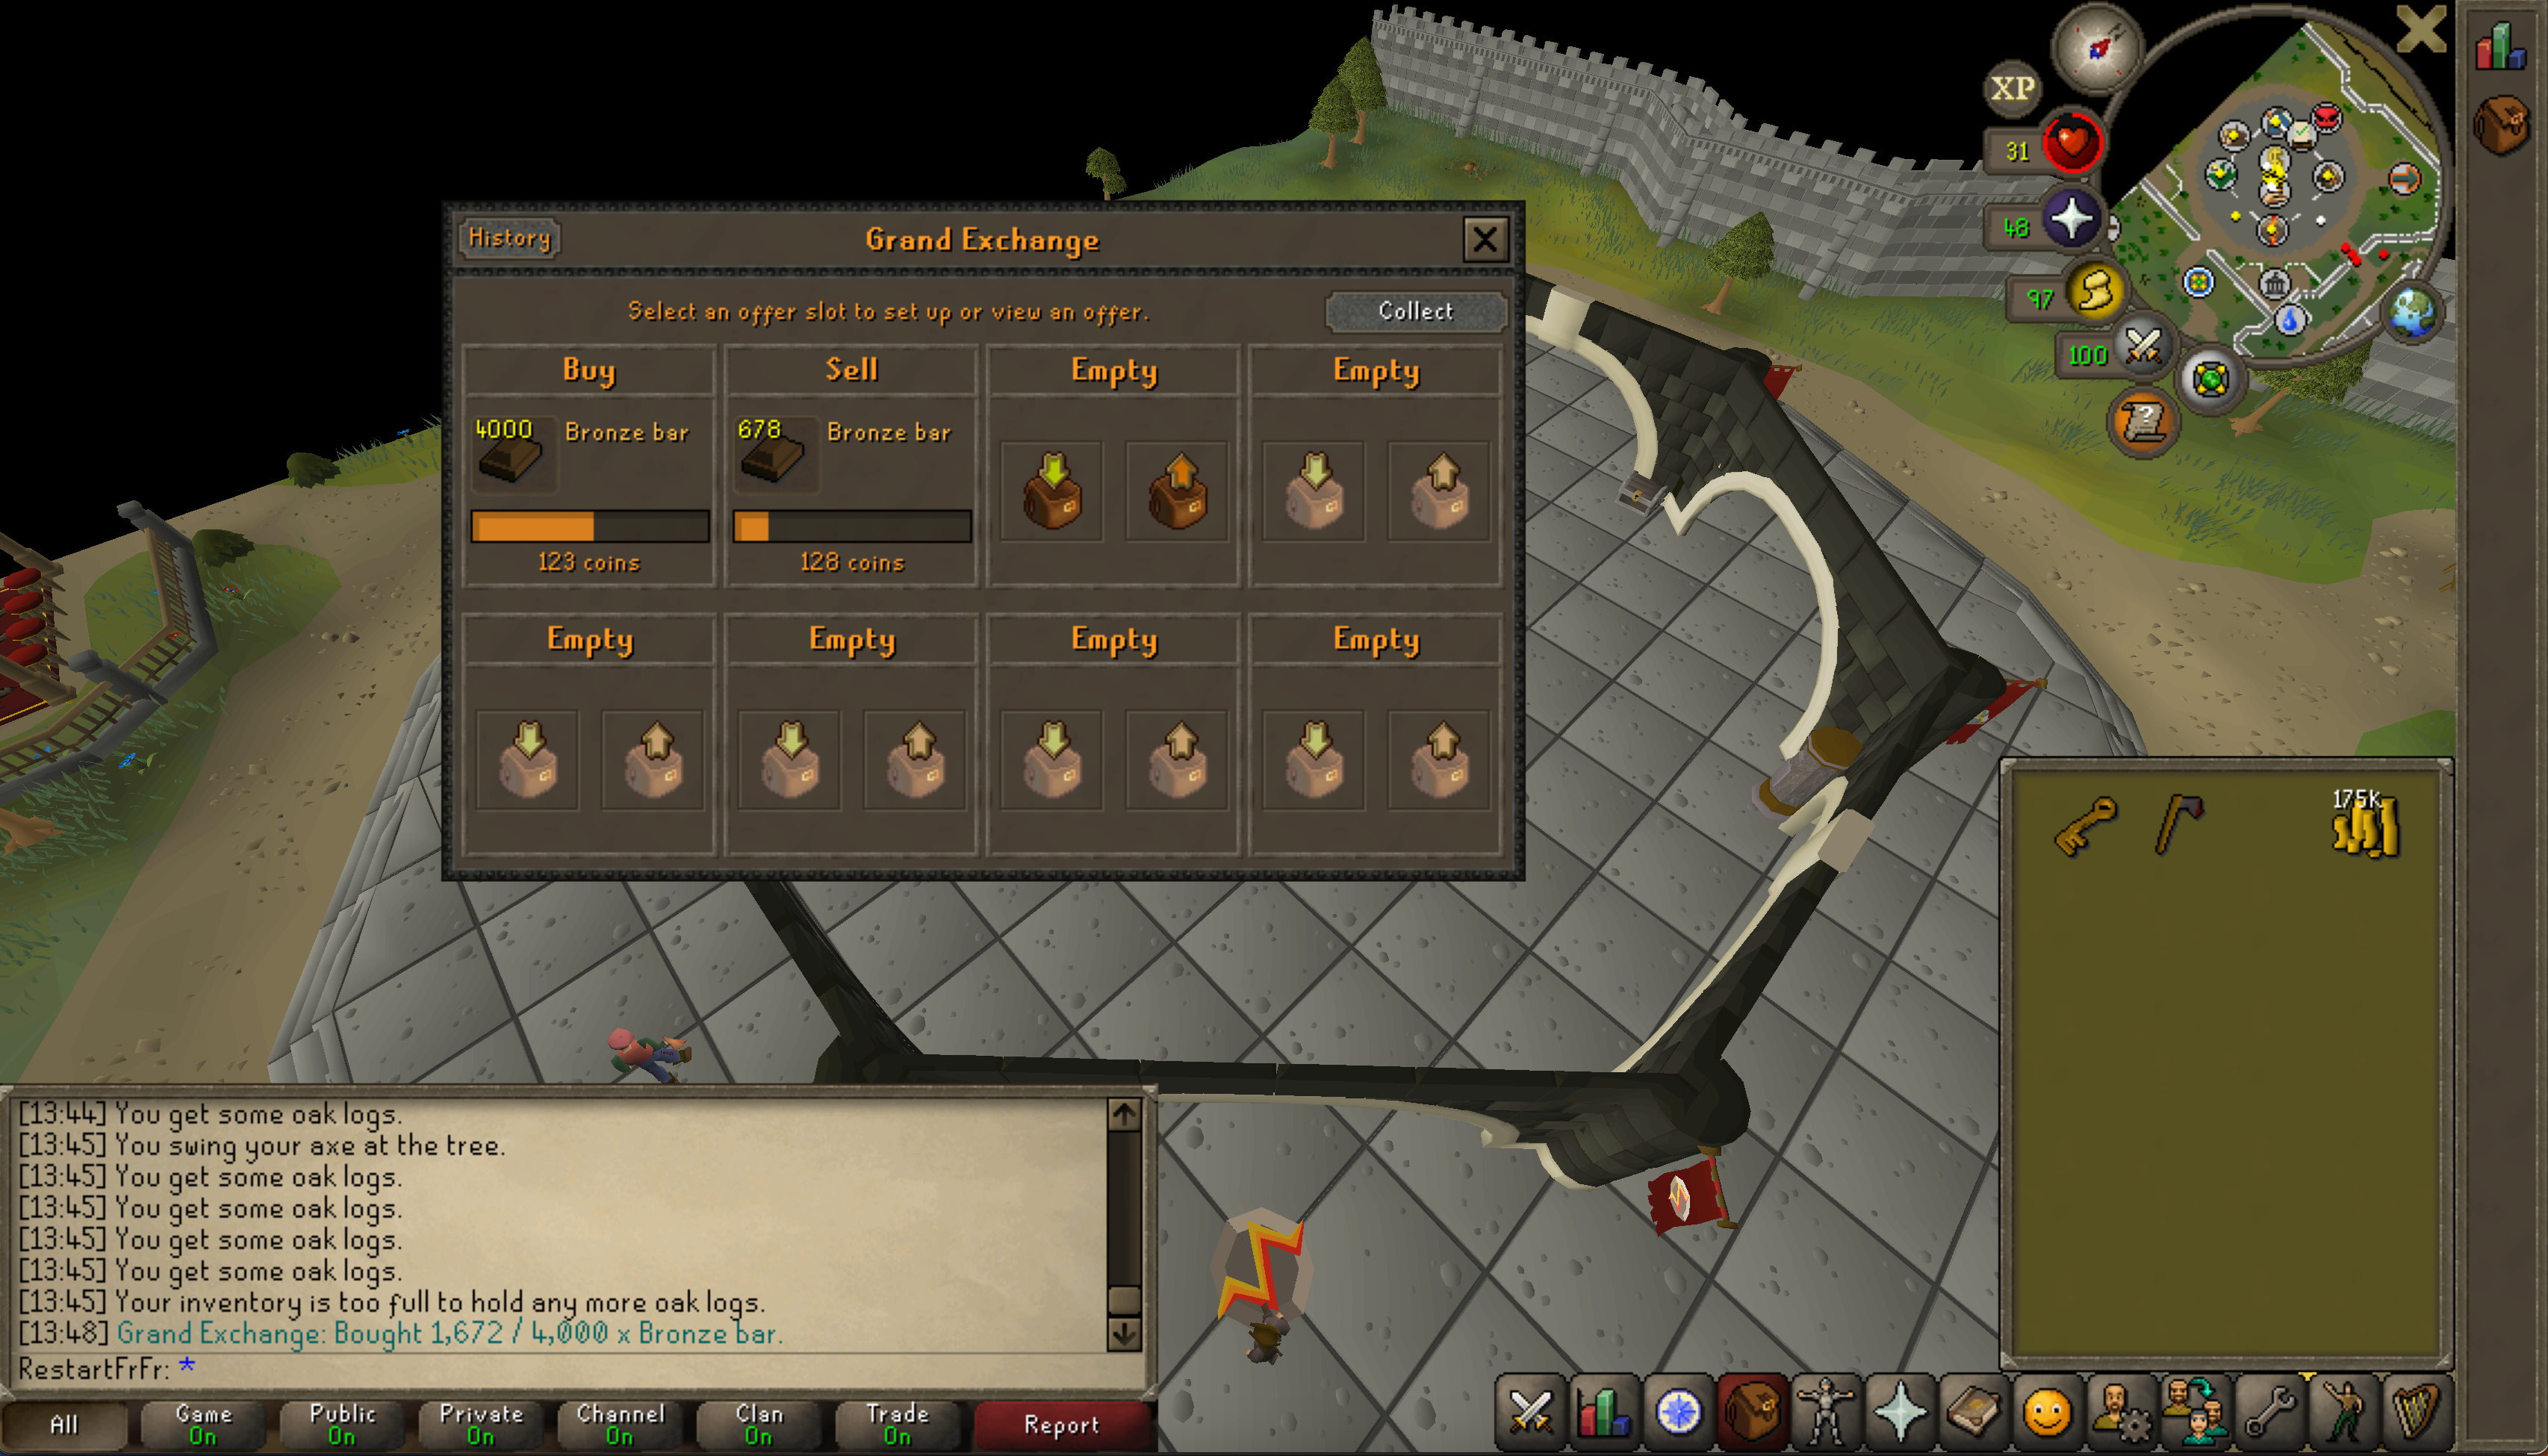 History
Grand Exchange
Select an offer slot to set up or view an offer.
Collect
Buy
Sell
Empty
Empty
4000
Bronze bar
678
Bronze bar
123 coins
128 coins
Empty
Empty
Empty
Empty
XP
31
48
97
100
175K
[13:44] You get some oak logs.
[13:45] You swing your axe at the tree.
[13:45] You get some oak logs.
[13:45] You get some oak logs.
[13:45] You get some oak logs.
[13:45] You get some oak logs.
[13:45] Your inventory is too full to hold any more oak logs.
[13:48] Grand Exchange: Bought 1,672 / 4,000 x Bronze bar.
RestartFrFr: *
All
Game
On
Public
On
Private
On
Channel
On
Clan
On
Trade
On
Report